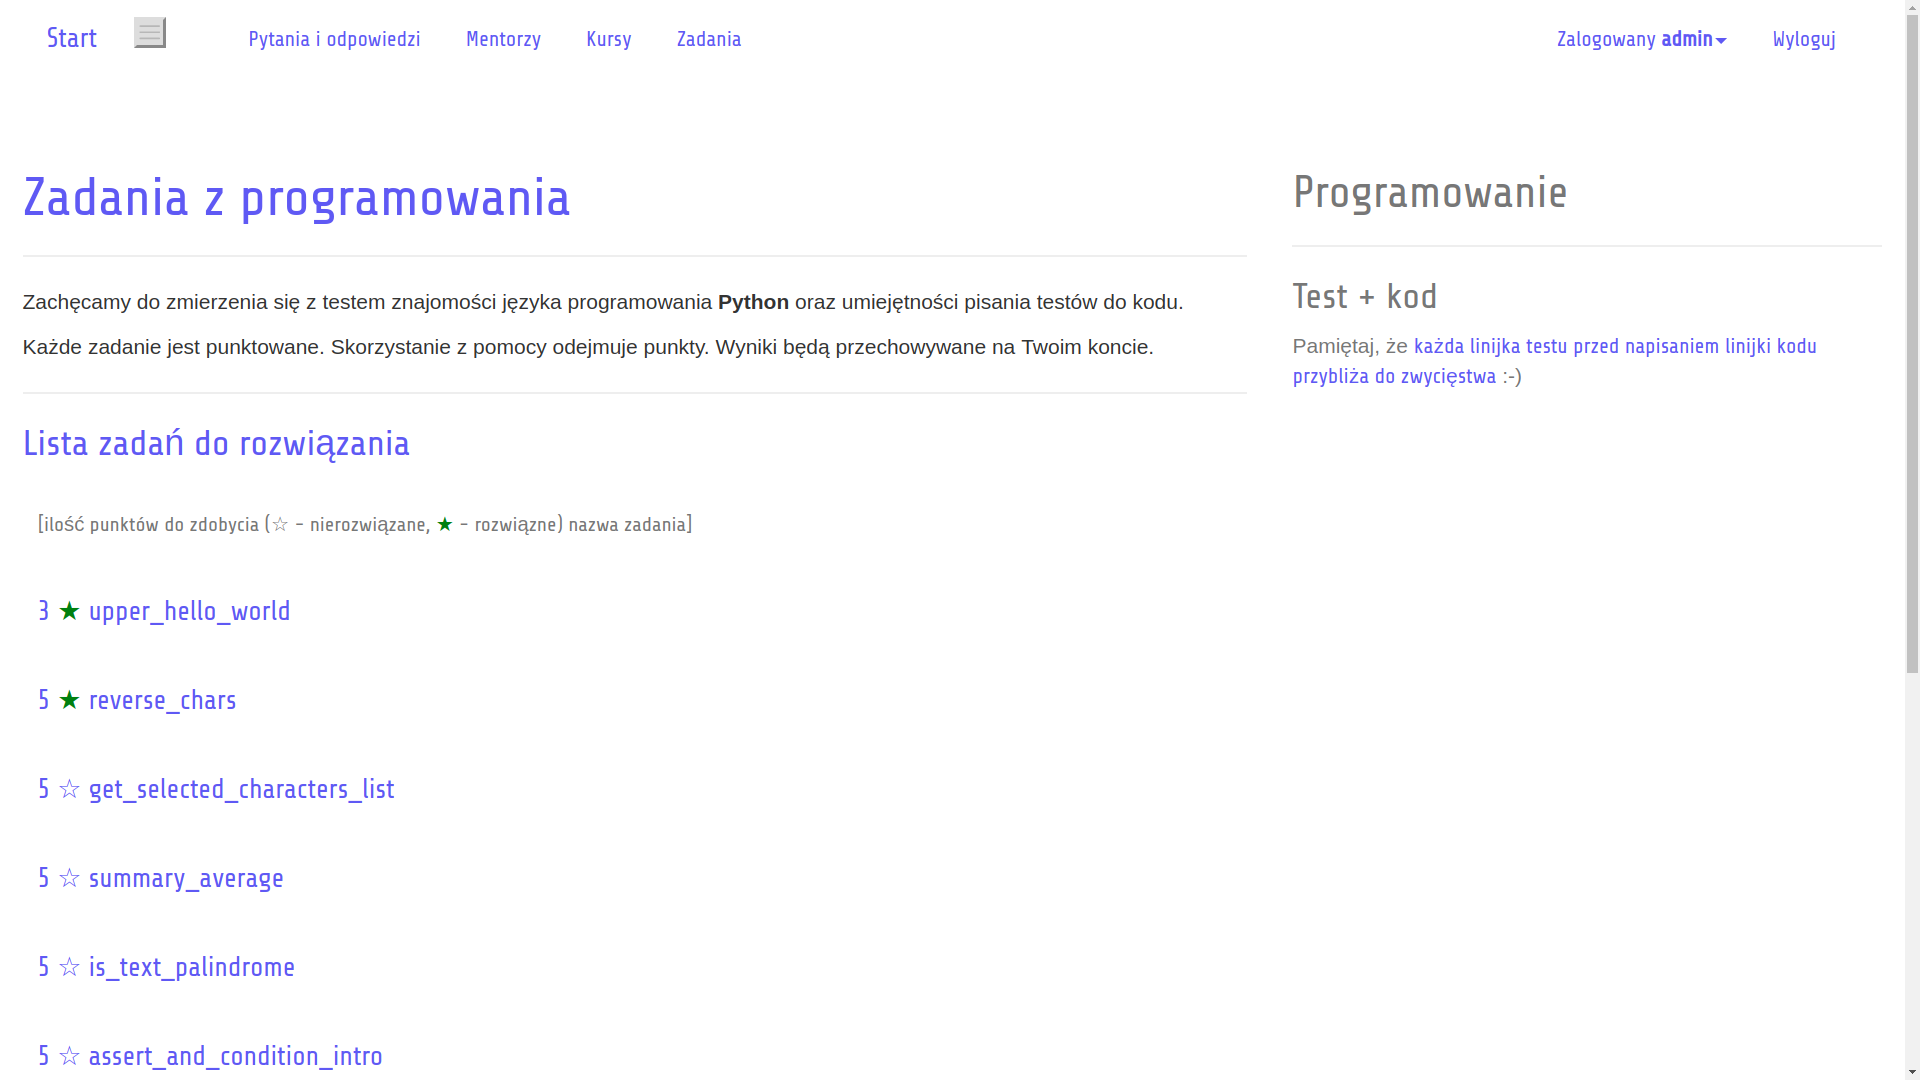 Start Pytania i odpowiedzi Mentorzy Kursy Zadania Zalogowany admin Wyloguj
Zadania z programowania
Zachęcamy do zmierzenia się z testem znajomości języka programowania Python oraz umiejętności pisania testów do kodu.
Każde zadanie jest punktowane. Skorzystanie z pomocy odejmuje punkty. Wyniki będą przechowywane na Twoim koncie.
Lista zadań do rozwiązania
[ilość punktów do zdobycia (☆ - nierozwiązane, ★ - rozwiązne) nazwa zadania]
3 ★ upper_hello_world
5 ★ reverse_chars
5 ☆ get_selected_characters_list
5 ☆ summary_average
5 ☆ is_text_palindrome
5 ☆ assert_and_condition_intro
Programowanie
Test + kod
Pamiętaj, że każda linijka testu przed napisaniem linijki kodu
przybliża do zwycięstwa :-)